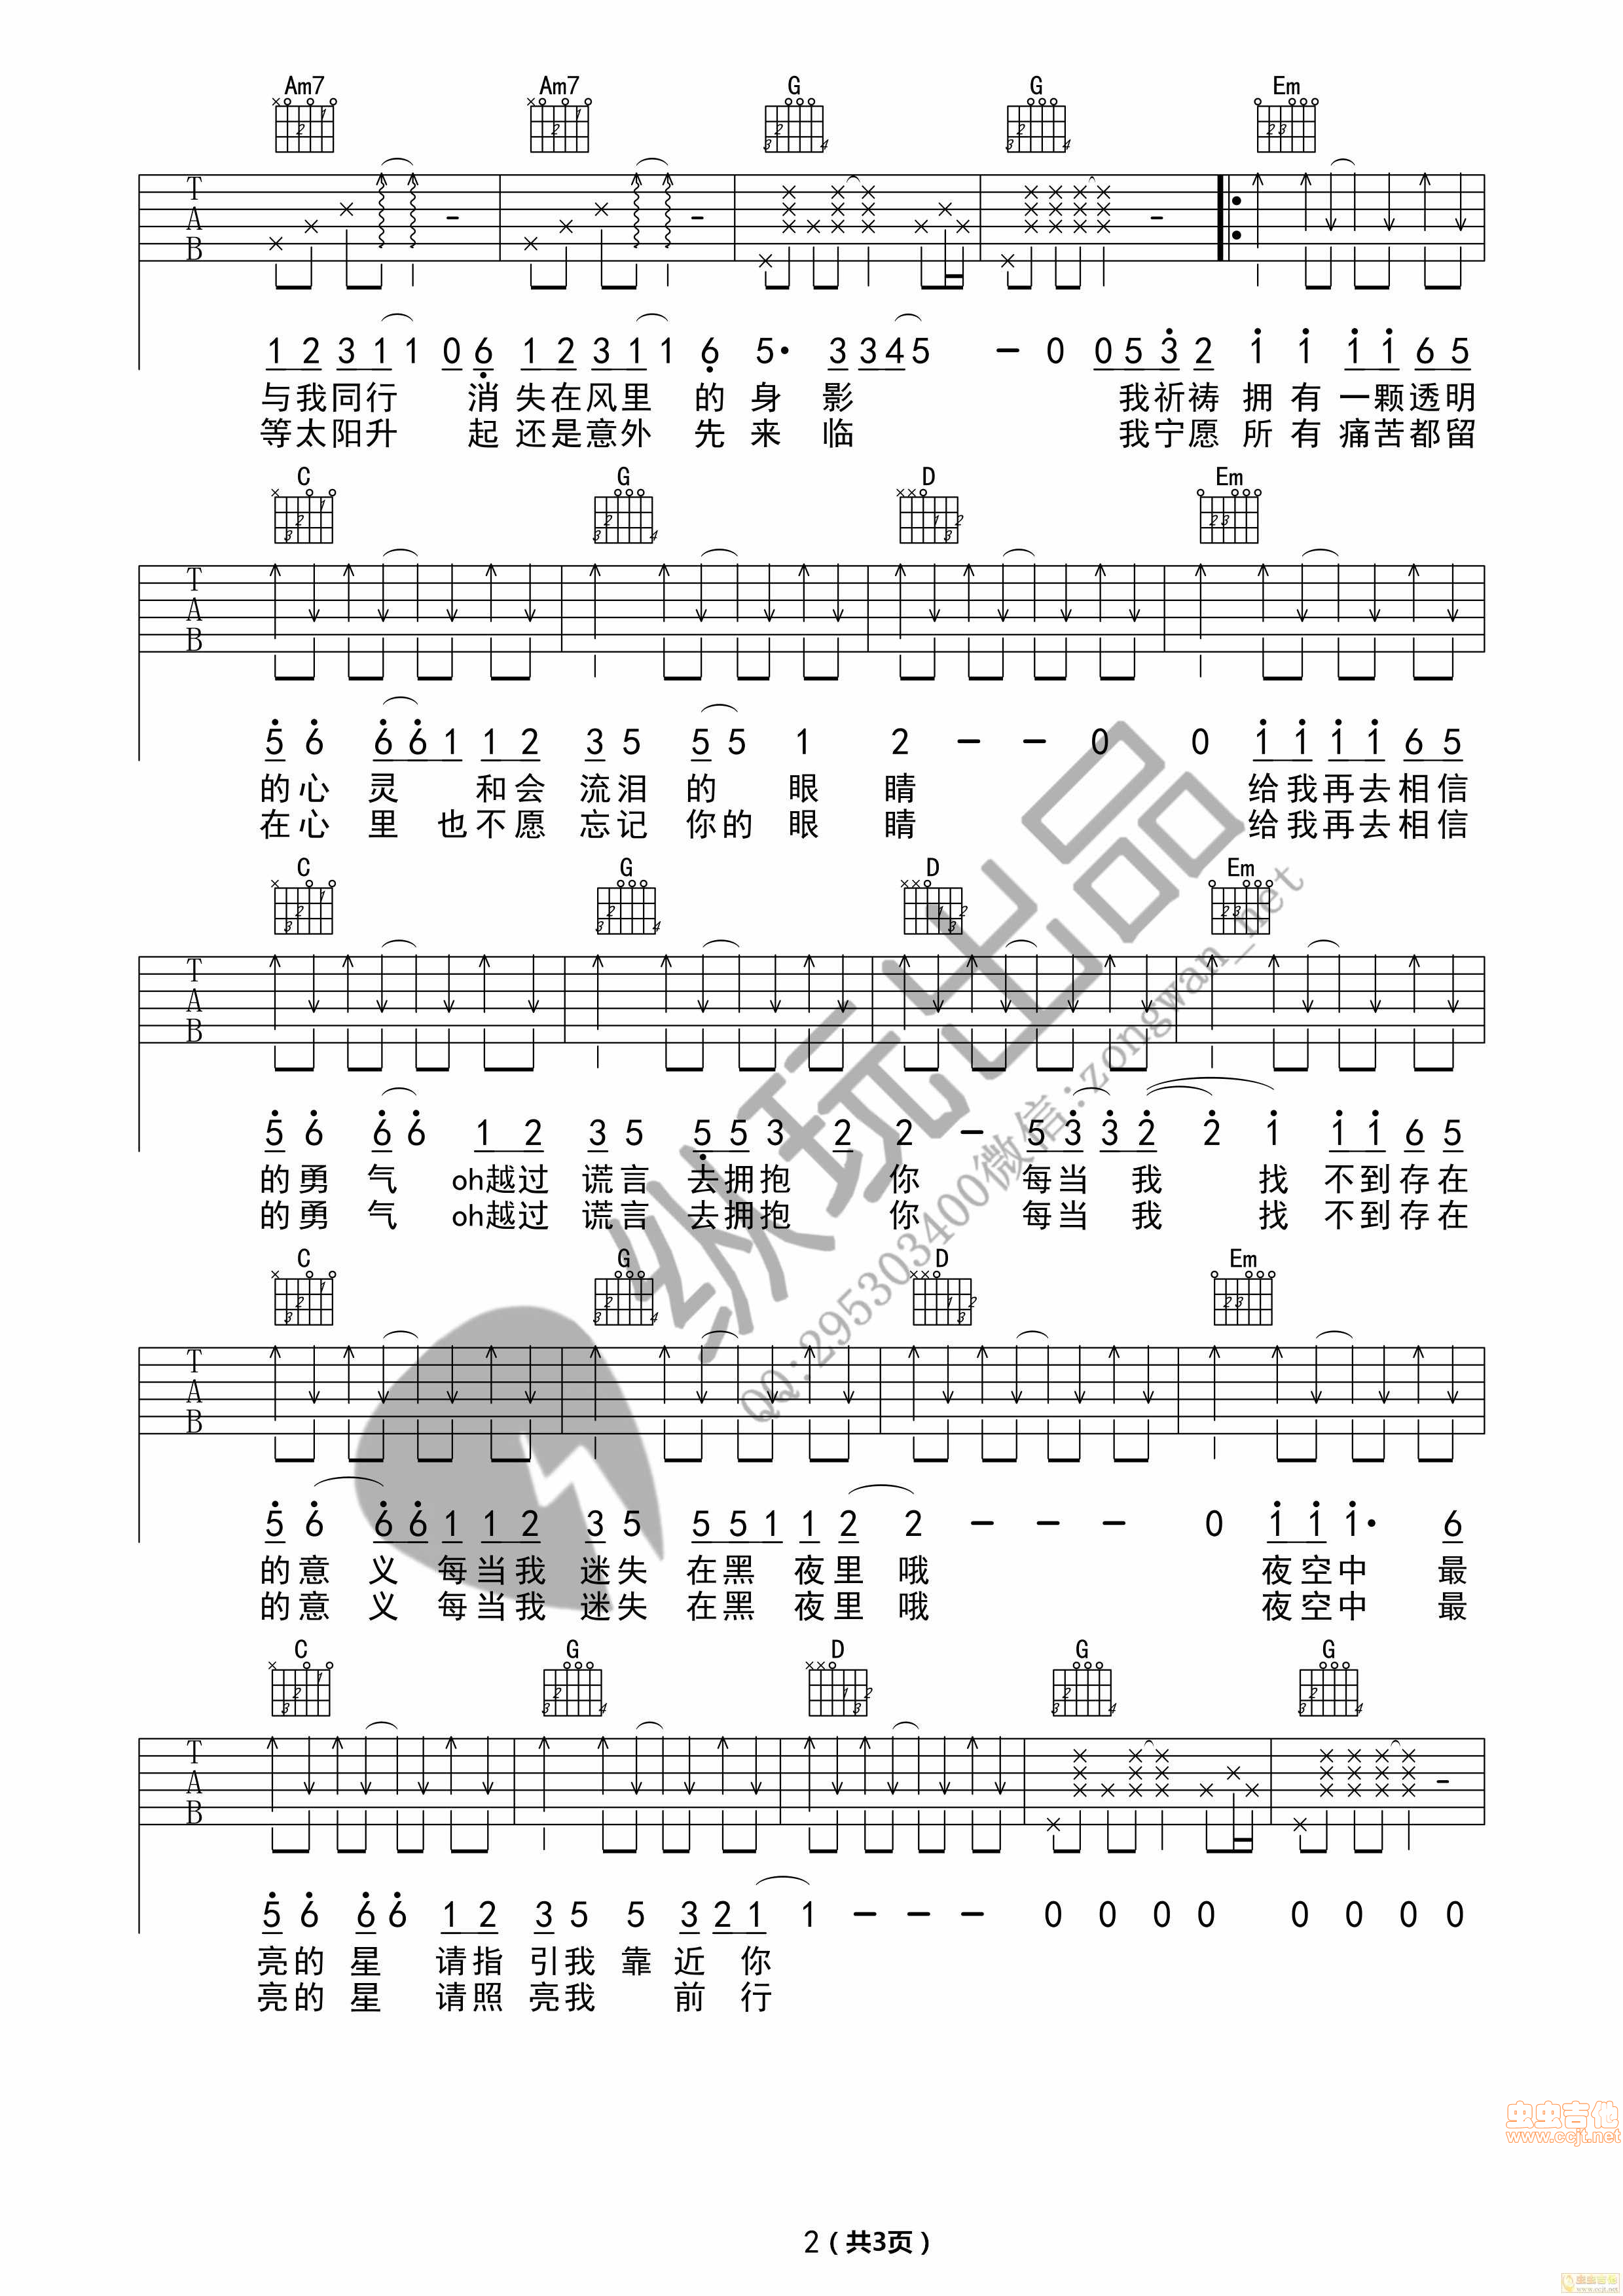 Am7 Am7 G G Em
T
A
B
1 2 3 1 1 0 6 1 2 3 1 1 6 5· 3 3 4 5 — 0 0 5 3 2 1 1 1 1 6 5
与我同行 消失在风里的身影 我祈祷拥有一颗透明
等太阳升 起还是意外先来临 我宁愿所有痛苦都留
C G D Em
T
A
B
5 6 6 6 1 1 2 3 5 5 5 1 2 — — 0 0 1 1 1 1 6 5
的心灵 和会流泪的眼睛 给我再去相信
在心里也不愿忘记你的眼睛 给我再去相信
C G D Em
T
A
B
5 6 6 6 1 2 3 5 5 5 3 2 2 — 5 3 3 2 2 1 1 1 6 5
的勇气 oh越过谎言去拥抱你 每当我找不到存在
的勇气 oh越过谎言去拥抱你 每当我找不到存在
C G D Em
T
A
B
5 6 6 6 1 1 2 3 5 5 5 1 1 2 2 — — — 0 1 1 1· 6
的意义每当我迷失在黑夜里哦 夜空中最
的意义每当我迷失在黑夜里哦 夜空中最
C G D G G
T
A
B
5 6 6 6 1 2 3 5 5 3 2 1 1 — — — 0 0 0 0 0 0 0 0
亮的星 请指引我靠近你
亮的星 请照亮我 前行
纵玩出品
QQ:295303400微信:zongwan_net
虫虫吉他
www.ccjt.net
2（共3页）
虫虫吉他